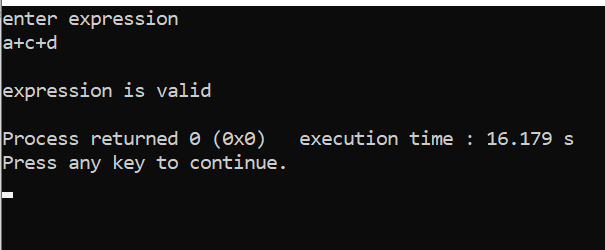 enter expression
a+c+d
expression is valid
Process returned 0 (0x0)   execution time : 16.179 s
Press any key to continue.